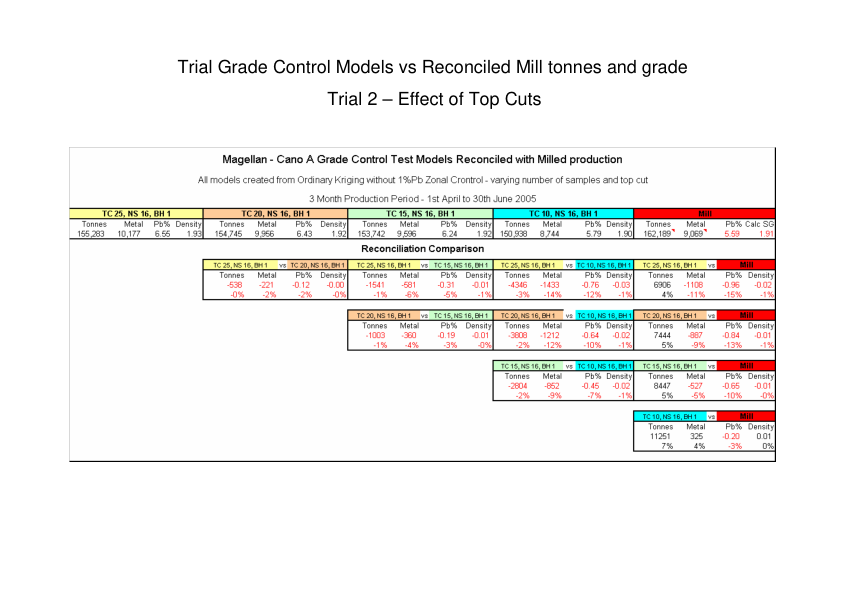 Trial Grade Control Models vs Reconciled Mill tonnes and grade
Trial 2 – Effect of Top Cuts
Magellan - Cano A Grade Control Test Models Reconciled with Milled production
All models created from Ordinary Kriging without 1%Pb Zonal Crontrol - varying number of samples and top cut
3 Month Production Period - 1st April to 30th June 2005
TC 25, NS 16, BH 1 TC 20, NS 16, BH 1 TC 15, NS 16, BH 1 TC 10, NS 16, BH 1 Mill
Tonnes Metal Pb% Density Tonnes Metal Pb% Density Tonnes Metal Pb% Density Tonnes Metal Pb% Density Tonnes Metal Pb% Calc SG
155,283 10,177 6.55 1.93 154,745 9,956 6.43 1.92 153,742 9,596 6.24 1.92 150,938 8,744 5.79 1.90 162,189 9,069 5.59 1.91
Reconciliation Comparison
TC 25, NS 16, BH 1 vs TC 20, NS 16, BH 1 TC 25, NS 16, BH 1 vs TC 15, NS 16, BH 1 TC 25, NS 16, BH 1 vs TC 10, NS 16, BH 1 TC 25, NS 16, BH 1 vs Mill
Tonnes Metal Pb% Density Tonnes Metal Pb% Density Tonnes Metal Pb% Density Tonnes Metal Pb% Density
-538 -221 -0.12 -0.00 -1541 -581 -0.31 -0.01 -4346 -1433 -0.76 -0.03 6906 -1108 -0.96 -0.02
-0% -2% -2% -0% -1% -6% -5% -1% -3% -14% -12% -1% 4% -11% -15% -1%
TC 20, NS 16, BH 1 vs TC 15, NS 16, BH 1 TC 20, NS 16, BH 1 vs TC 10, NS 16, BH 1 TC 20, NS 16, BH 1 vs Mill
Tonnes Metal Pb% Density Tonnes Metal Pb% Density Tonnes Metal Pb% Density
-1003 -360 -0.19 -0.01 -3808 -1212 -0.64 -0.02 7444 -887 -0.84 -0.01
-1% -4% -3% -0% -2% -12% -10% -1% 5% -9% -13% -1%
TC 15, NS 16, BH 1 vs TC 10, NS 16, BH 1 TC 15, NS 16, BH 1 vs Mill
Tonnes Metal Pb% Density Tonnes Metal Pb% Density
-2804 -852 -0.45 -0.02 8447 -527 -0.65 -0.01
-2% -9% -7% -1% 5% -5% -10% -0%
TC 10, NS 16, BH 1 vs Mill
Tonnes Metal Pb% Density
11251 325 -0.20 0.01
7% 4% -3% 0%